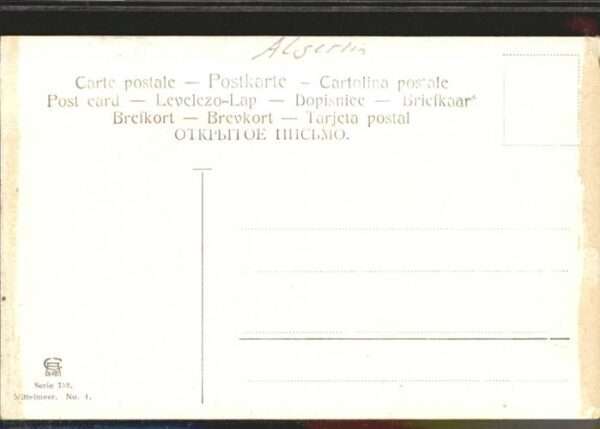 Algerien
Carte postale — Postkarte — Cartolina postale
Post card — Levelezo-Lap — Dopisnice — Briefkaart
Brefkort — Brevkort — Tarjeta postal
ОТКРЫТОЕ ПИСЬМО.
Serie
Mittelmeer. No. 1.